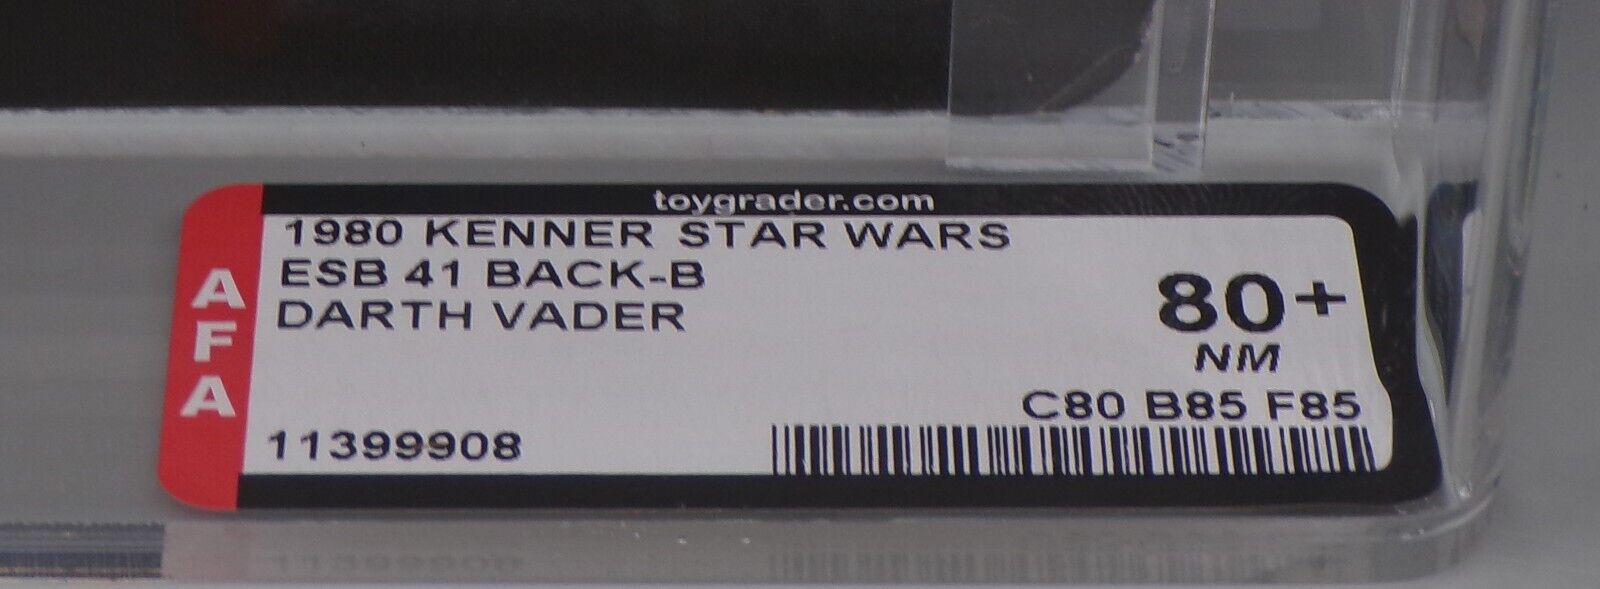 toygrader.com
AFA
1980 KENNER STAR WARS
ESB 41 BACK-B
DARTH VADER
80+
NM
C80 B85 F85
11399908